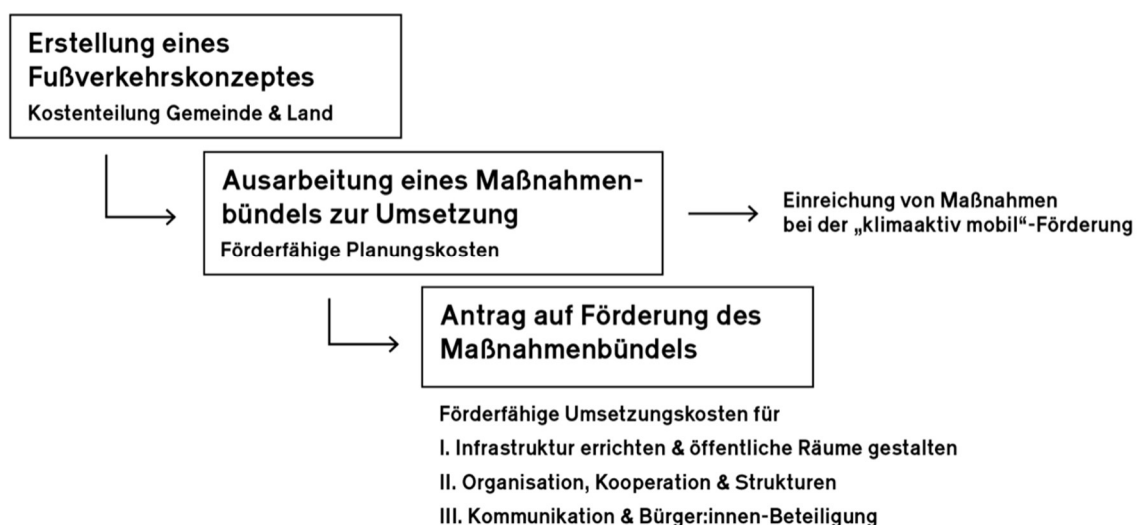 Erstellung eines
Fußverkehrskonzeptes
Kostenteilung Gemeinde & Land
Ausarbeitung eines Maßnahmen-
bündels zur Umsetzung
Förderfähige Planungskosten
Einreichung von Maßnahmen
bei der „klimaaktiv mobil“-Förderung
Antrag auf Förderung des
Maßnahmenbündels
Förderfähige Umsetzungskosten für
I. Infrastruktur errichten & öffentliche Räume gestalten
II. Organisation, Kooperation & Strukturen
III. Kommunikation & Bürger:innen-Beteiligung